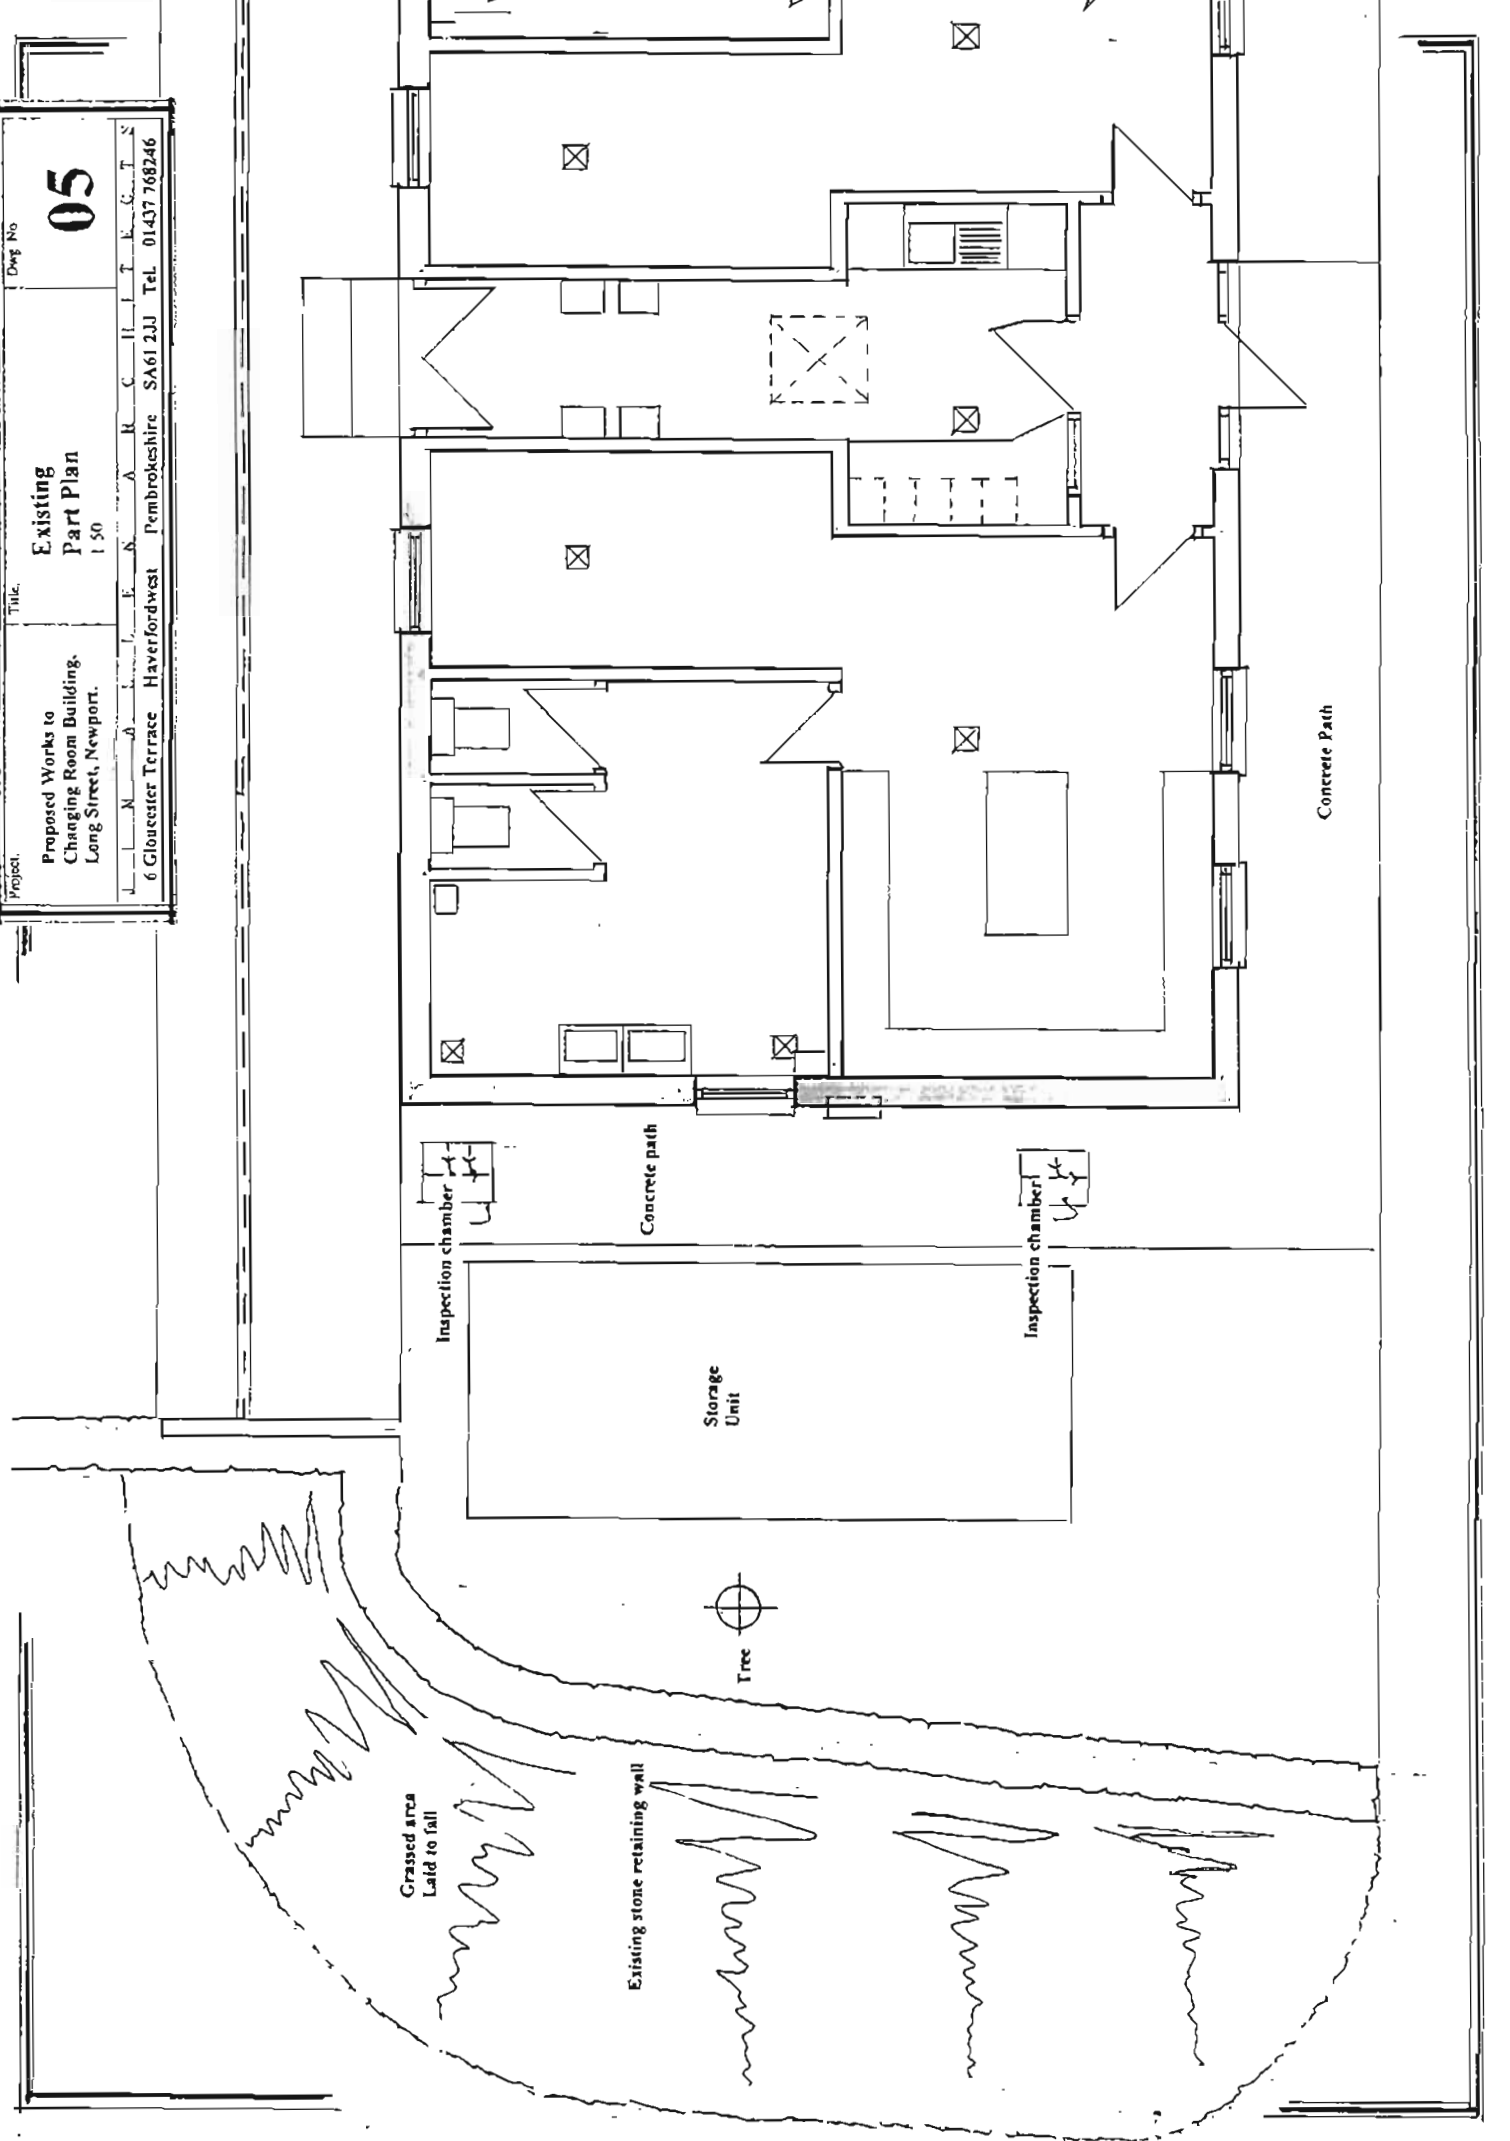 Project.
Proposed Works to
Changing Room Building,
Long Street, Newport.
Title.
Existing
Part Plan
1 50
Dwg No
05
6 Gloucester Terrace Haverfordwest Pembrokeshire SA61 2JJ Tel. 01437 768246
Concrete Path
Inspection chamber
Concrete path
Inspection chamber
Storage
Unit
Tree
Grassed area
Laid to fall
Existing stone retaining wall